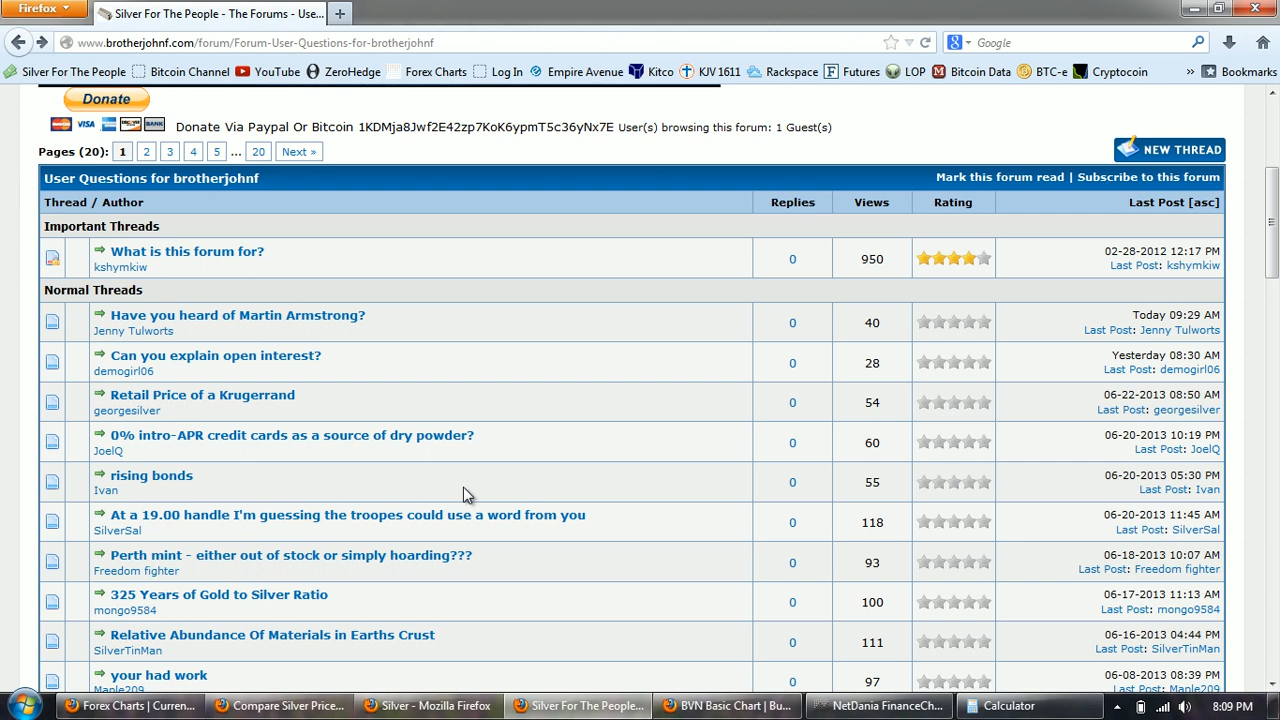 Firefox
Silver For The People - The Forums - Use...
www.brotherjohnf.com/forum/Forum-User-Questions-for-brotherjohnf
Google
Silver For The People Bitcoin Channel YouTube ZeroHedge Forex Charts Log In Empire Avenue Kitco KJV 1611 Rackspace Futures LOP Bitcoin Data BTC-e Cryptocoin » Bookmarks
Donate
VISA BANK Donate Via Paypal Or Bitcoin 1KDMja8Jwf2E42zp7KoK6ypmT5c36yNx7E User(s) browsing this forum: 1 Guest(s)
Pages (20): 1 2 3 4 5 ... 20 Next » NEW THREAD
User Questions for brotherjohnf Mark this forum read | Subscribe to this forum
Thread / Author Replies Views Rating Last Post [asc]
Important Threads
What is this forum for? 0 950 02-28-2012 12:17 PM
kshymkiw Last Post: kshymkiw
Normal Threads
Have you heard of Martin Armstrong? 0 40 Today 09:29 AM
Jenny Tulworts Last Post: Jenny Tulworts
Can you explain open interest? 0 28 Yesterday 08:30 AM
demogirl06 Last Post: demogirl06
Retail Price of a Krugerrand 0 54 06-22-2013 08:50 AM
georgesilver Last Post: georgesilver
0% intro-APR credit cards as a source of dry powder? 0 60 06-20-2013 10:19 PM
JoelQ Last Post: JoelQ
rising bonds 0 55 06-20-2013 05:30 PM
Ivan Last Post: Ivan
At a 19.00 handle I'm guessing the troopes could use a word from you 0 118 06-20-2013 11:45 AM
SilverSal Last Post: SilverSal
Perth mint - either out of stock or simply hoarding??? 0 93 06-18-2013 10:07 AM
Freedom fighter Last Post: Freedom fighter
325 Years of Gold to Silver Ratio 0 100 06-17-2013 11:13 AM
mongo9584 Last Post: mongo9584
Relative Abundance Of Materials in Earths Crust 0 111 06-16-2013 04:44 PM
SilverTinMan Last Post: SilverTinMan
your had work 0 97 06-08-2013 08:39 PM
Maple209 Last Post: Maple209
Forex Charts | Curren... Compare Silver Price... Silver - Mozilla Firefox Silver For The People... BVN Basic Chart | Bu... NetDania FinanceCh... Calculator 8:09 PM